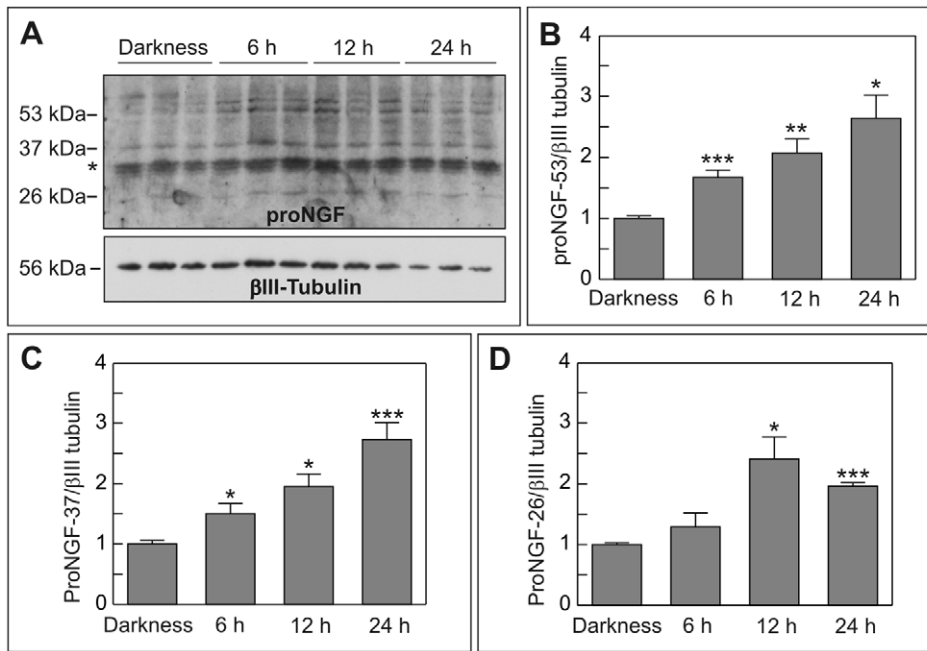 A
Darkness 6 h 12 h 24 h
53 kDa–
37 kDa–
*
26 kDa–
proNGF
56 kDa –
βIII-Tubulin
B
proNGF-53/βIII tubulin
4
3
2
1
0
***
**
*
Darkness 6 h 12 h 24 h
C
ProNGF-37/βIII tubulin
4
3
2
1
0
*
*
***
Darkness 6 h 12 h 24 h
D
ProNGF-26/βIII tubulin
4
3
2
1
0
*
***
Darkness 6 h 12 h 24 h